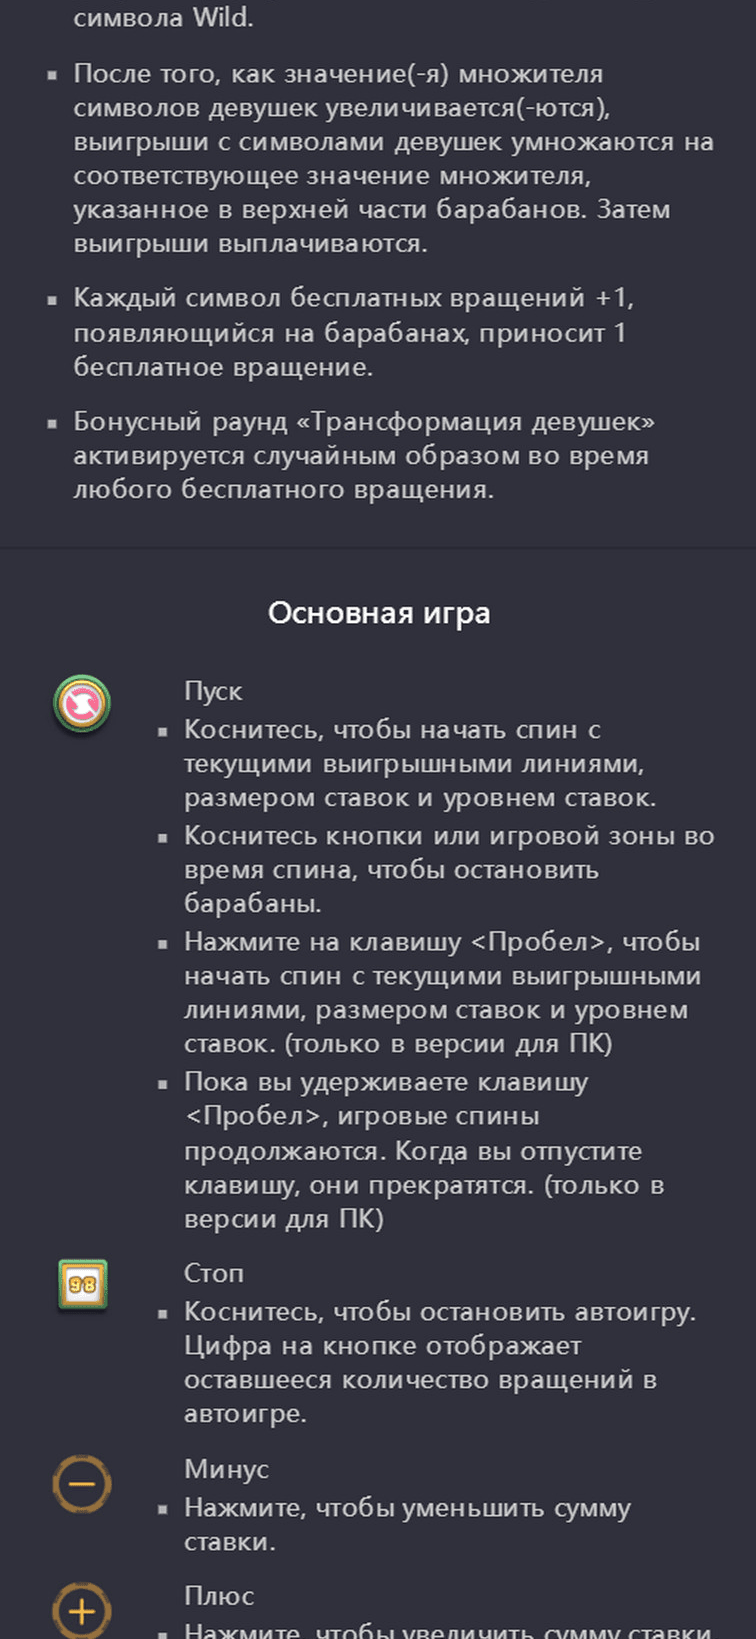 символа Wild.
После того, как значение(-я) множителя
символов девушек увеличивается(-ются),
выигрыши с символами девушек умножаются на
соответствующее значение множителя,
указанное в верхней части барабанов. Затем
выигрыши выплачиваются.
Каждый символ бесплатных вращений +1,
появляющийся на барабанах, приносит 1
бесплатное вращение.
Бонусный раунд «Трансформация девушек»
активируется случайным образом во время
любого бесплатного вращения.
Основная игра
Пуск
Коснитесь, чтобы начать спин с
текущими выигрышными линиями,
размером ставок и уровнем ставок.
Коснитесь кнопки или игровой зоны во
время спина, чтобы остановить
барабаны.
Нажмите на клавишу <Пробел>, чтобы
начать спин с текущими выигрышными
линиями, размером ставок и уровнем
ставок. (только в версии для ПК)
Пока вы удерживаете клавишу
<Пробел>, игровые спины
продолжаются. Когда вы отпустите
клавишу, они прекратятся. (только в
версии для ПК)
98
Стоп
Коснитесь, чтобы остановить автоигру.
Цифра на кнопке отображает
оставшееся количество вращений в
автоигре.
Минус
Нажмите, чтобы уменьшить сумму
ставки.
Плюс
Нажмите, чтобы увеличить сумму ставки